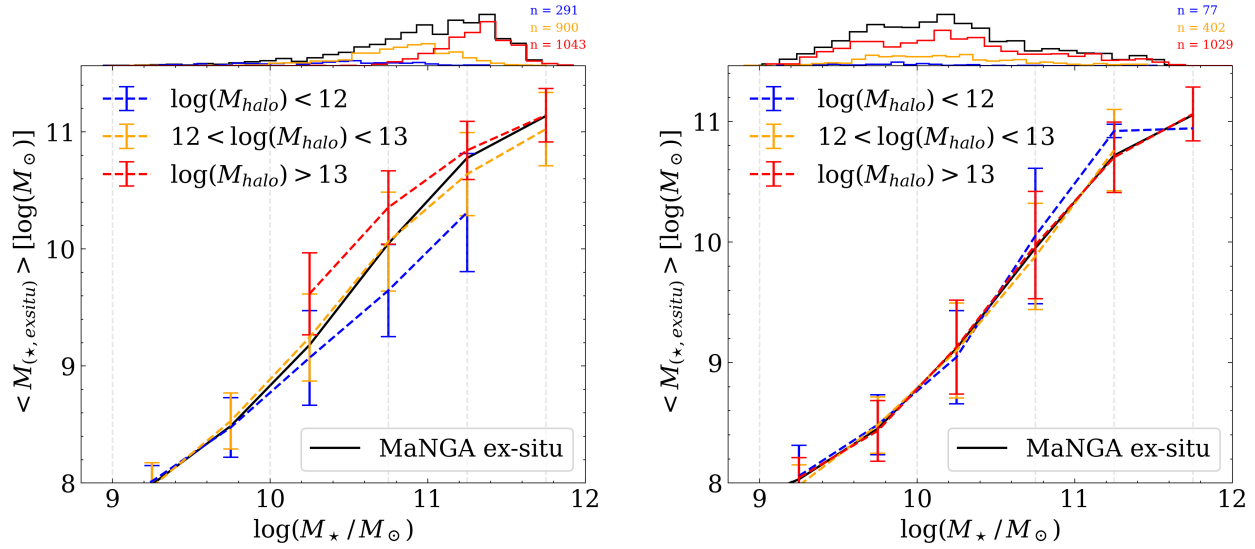 n = 291
n = 900
n = 1043
log(M_halo) < 12
12 < log(M_halo) < 13
log(M_halo) > 13
MaNGA ex-situ
< M_(⋆, exsitu) > [log(M_⊙)]
11
10
9
8
9 10 11 12
log(M_⋆/M_⊙)
n = 77
n = 402
n = 1029
log(M_halo) < 12
12 < log(M_halo) < 13
log(M_halo) > 13
MaNGA ex-situ
< M_(⋆, exsitu) > [log(M_⊙)]
11
10
9
8
9 10 11 12
log(M_⋆/M_⊙)